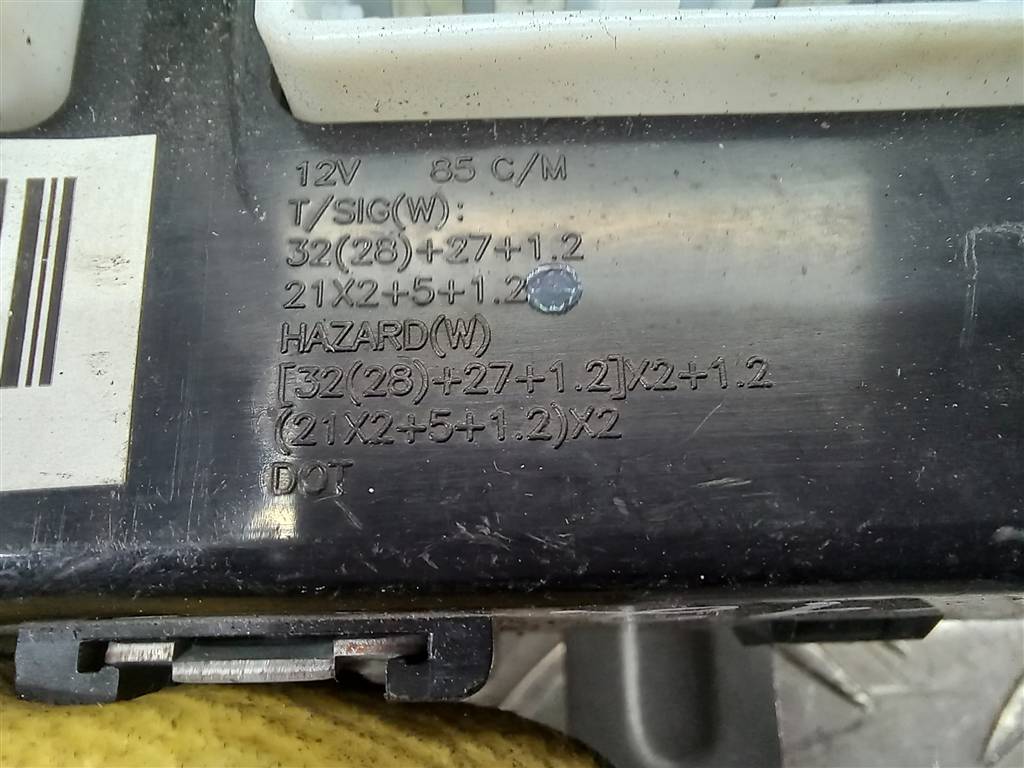 12V 85 C/M
T/SIG(W):
32(28)+27+1.2
21X2+5+1.2
HAZARD(W)
[32(28)+27+1.2]X2+1.2
(21X2+5+1.2)X2
DOT